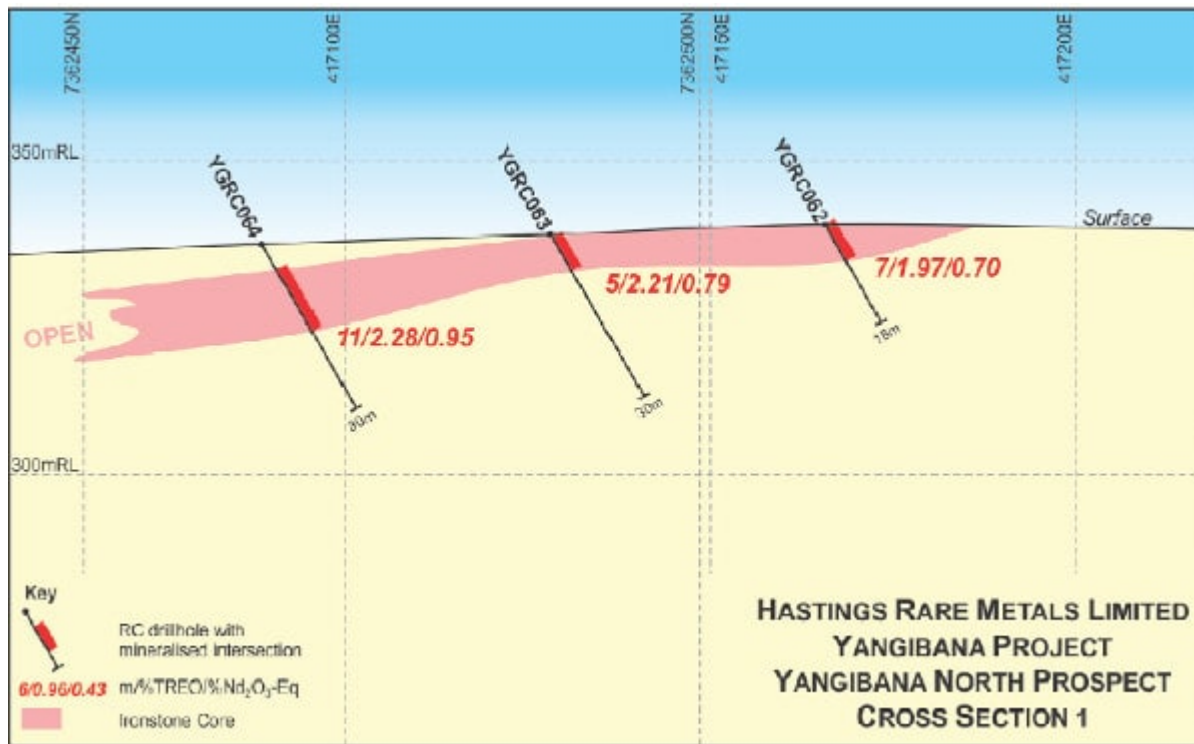 7362450N
417100E
7362500N
417150E
417200E
350mRL
YGRC064
YGRC063
YGRC062
Surface
7/1.97/0.70
5/2.21/0.79
OPEN
11/2.28/0.95
18m
30m
30m
300mRL
Key
RC drillhole with
mineralised intersection
6/0.96/0.43 m/%TREO/%Nd₂O₃-Eq
Ironstone Core
HASTINGS RARE METALS LIMITED
YANGIBANA PROJECT
YANGIBANA NORTH PROSPECT
CROSS SECTION 1